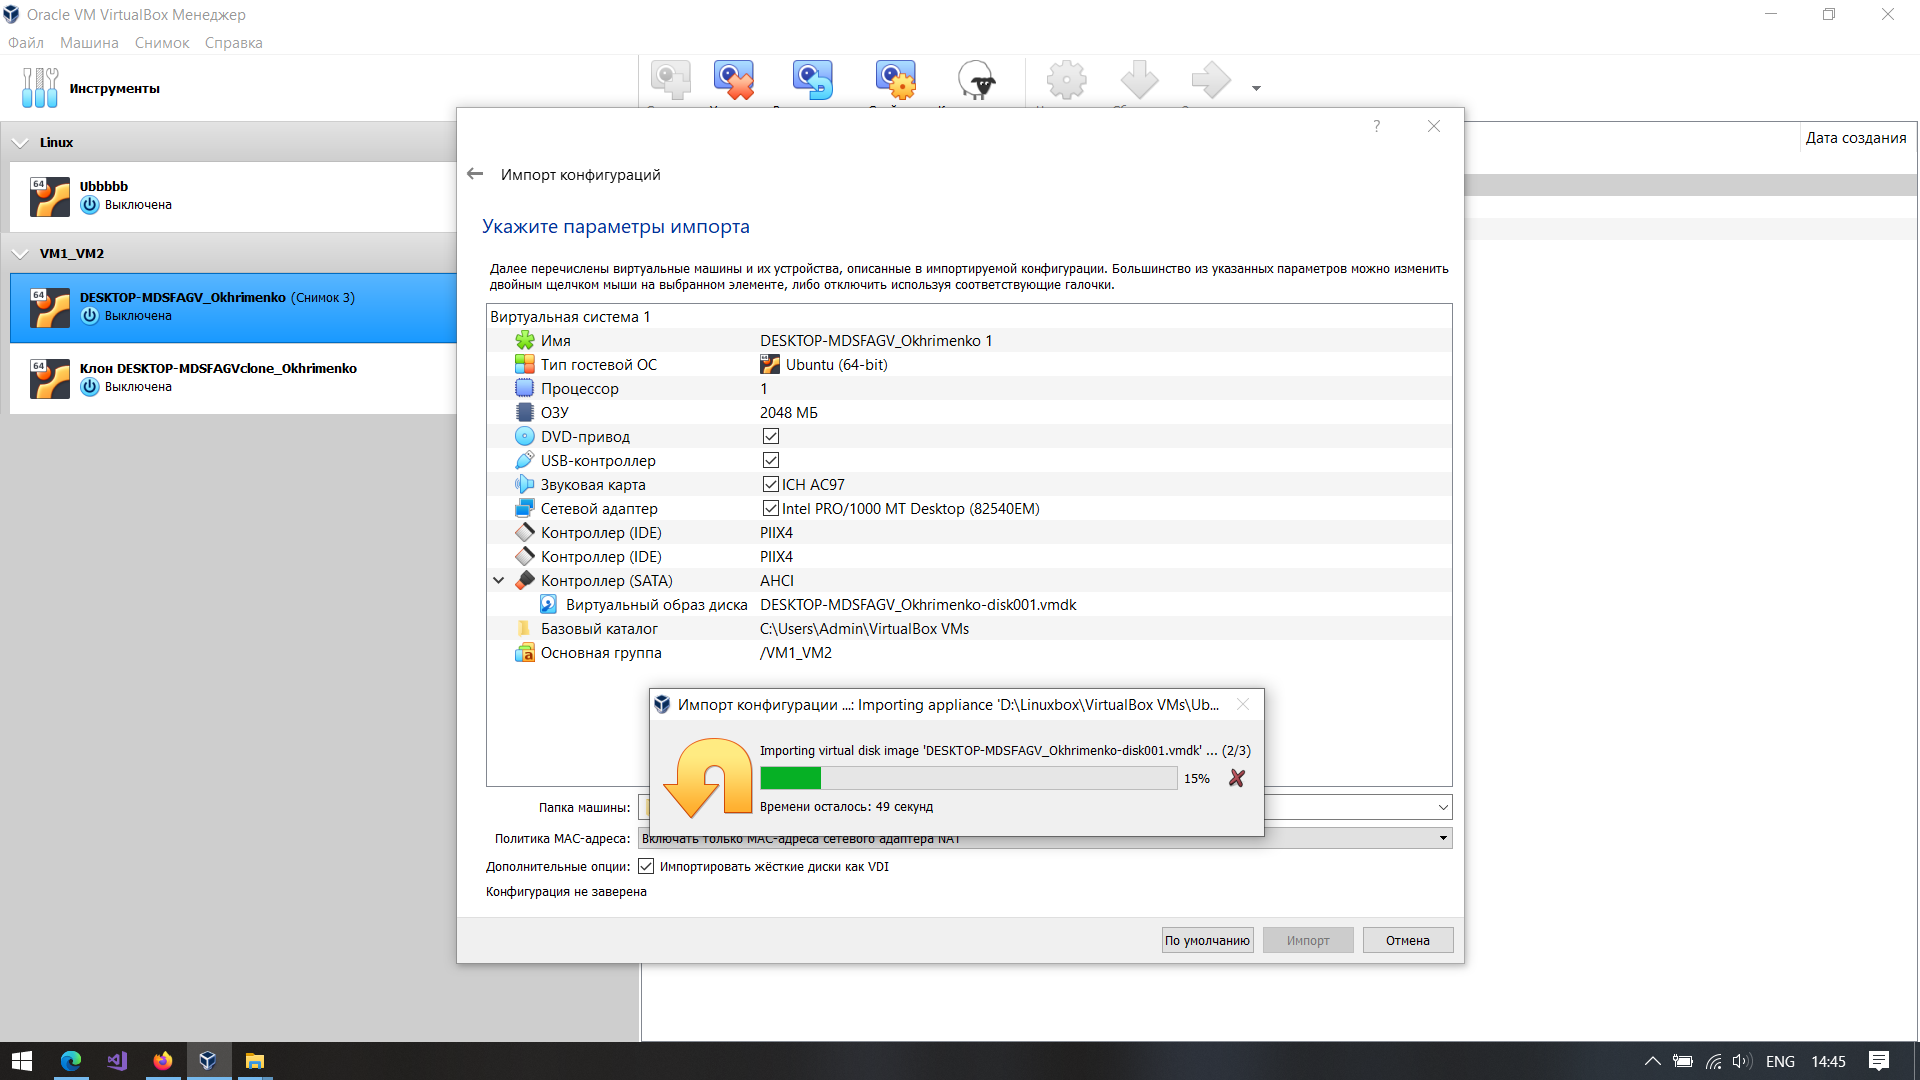 Oracle VM VirtualBox Менеджер
Файл Машина Снимок Справка
Инструменты
Linux
64
Ubbbbb
Выключена
VM1_VM2
64
DESKTOP-MDSFAGV_Okhrimenko (Снимок 3)
Выключена
64
Клон DESKTOP-MDSFAGVclone_Okhrimenko
Выключена
Дата создания
?
Импорт конфигураций
Укажите параметры импорта
Далее перечислены виртуальные машины и их устройства, описанные в импортируемой конфигурации. Большинство из указанных параметров можно изменить
двойным щелчком мыши на выбранном элементе, либо отключить используя соответствующие галочки.
Виртуальная система 1
Имя DESKTOP-MDSFAGV_Okhrimenko 1
Тип гостевой ОС Ubuntu (64-bit)
Процессор 1
ОЗУ 2048 МБ
DVD-привод
USB-контроллер
Звуковая карта ICH AC97
Сетевой адаптер Intel PRO/1000 MT Desktop (82540EM)
Контроллер (IDE) PIIX4
Контроллер (IDE) PIIX4
Контроллер (SATA) AHCI
Виртуальный образ диска DESKTOP-MDSFAGV_Okhrimenko-disk001.vmdk
Базовый каталог C:\Users\Admin\VirtualBox VMs
Основная группа /VM1_VM2
Импорт конфигурации ...: Importing appliance 'D:\Linuxbox\VirtualBox VMs\Ub...
Importing virtual disk image 'DESKTOP-MDSFAGV_Okhrimenko-disk001.vmdk' ... (2/3)
15%
Времени осталось: 49 секунд
Папка машины:
Политика MAC-адреса: Включать только MAC-адреса сетевого адаптера NAT
Дополнительные опции: Импортировать жёсткие диски как VDI
Конфигурация не заверена
По умолчанию Импорт Отмена
ENG 14:45